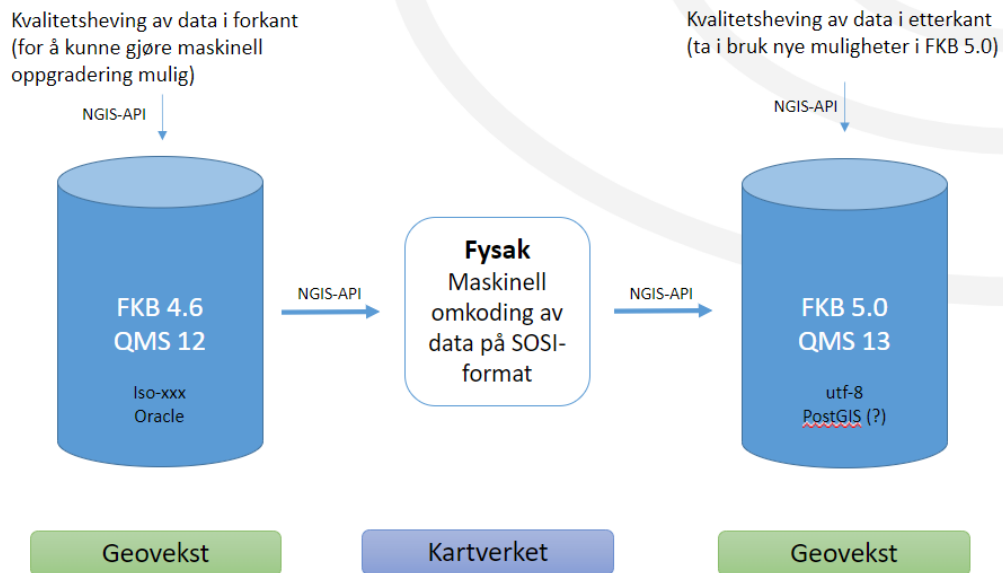 Kvalitetsheving av data i forkant
(for å kunne gjøre maskinell
oppgradering mulig)
NGIS-API
Kvalitetsheving av data i etterkant
(ta i bruk nye muligheter i FKB 5.0)
NGIS-API
FKB 4.6
QMS 12
Iso-xxx
Oracle
NGIS-API
Fysak
Maskinell
omkoding av
data på SOSI-
format
NGIS-API
FKB 5.0
QMS 13
utf-8
PostGIS (?)
Geovekst
Kartverket
Geovekst